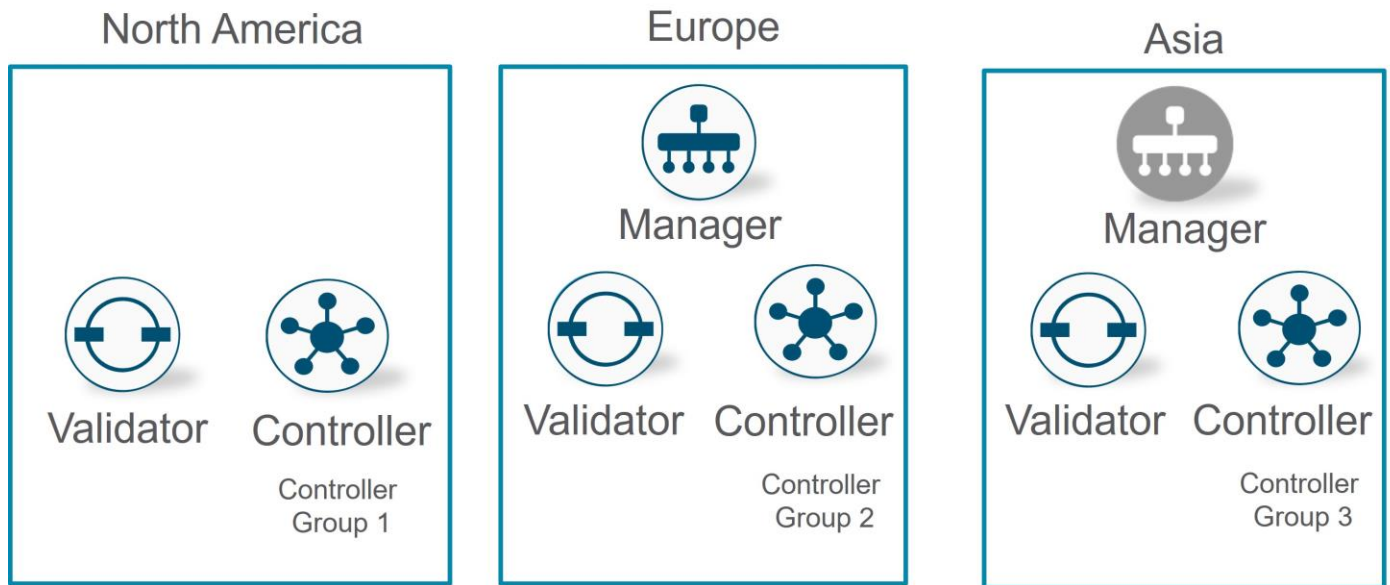 North America
Validator
Controller
Controller
Group 1
Europe
Manager
Validator
Controller
Controller
Group 2
Asia
Manager
Validator
Controller
Controller
Group 3